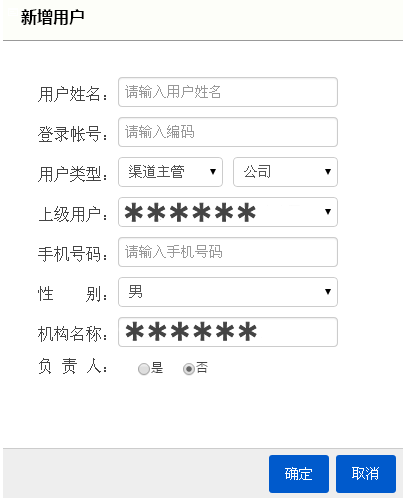 新增用户
用户姓名： 请输入用户姓名
登录帐号： 请输入编码
用户类型： 渠道主管 公司
上级用户： ******
手机号码： 请输入手机号码
性 别： 男
机构名称： ******
负 责 人： 是 否
确定 取消